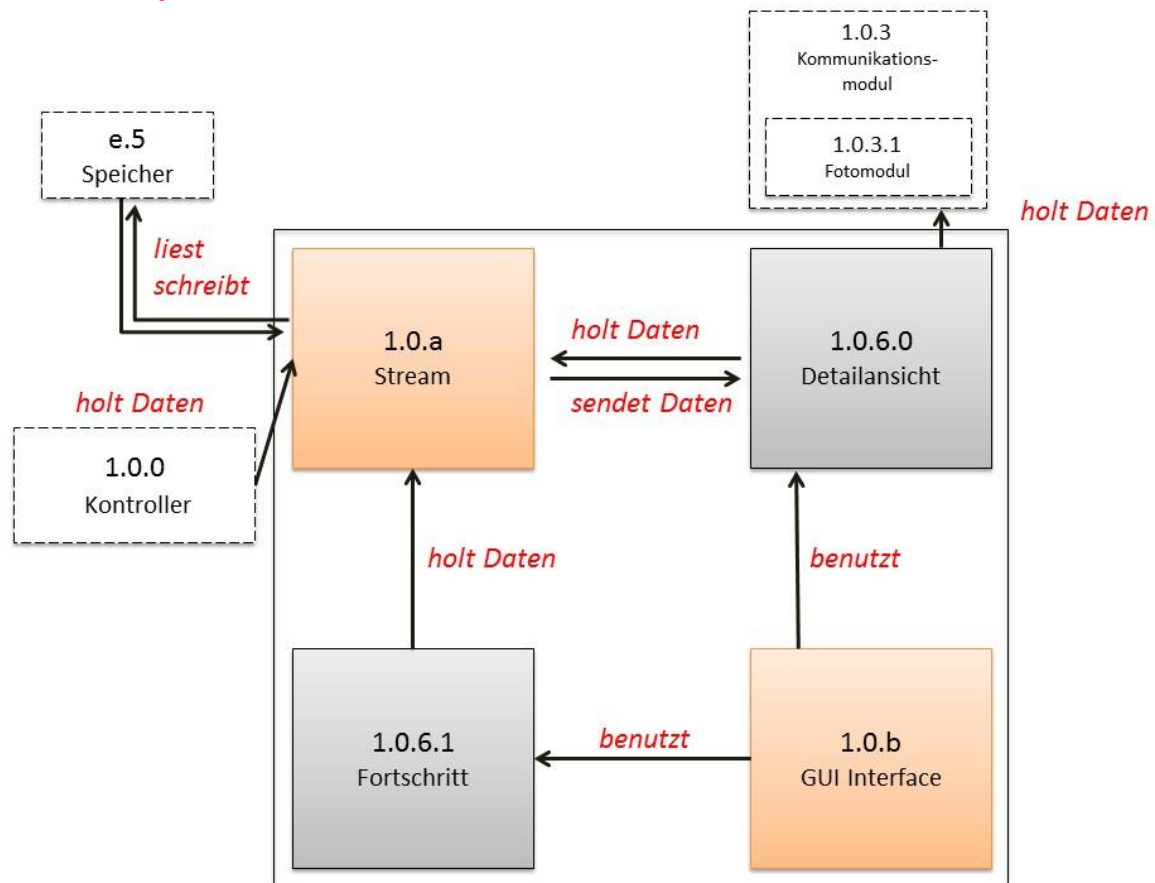 1.0.3
Kommunikations-
modul
1.0.3.1
Fotomodul
e.5
Speicher
holt Daten
liest
schreibt
1.0.a
Stream
holt Daten
sendet Daten
1.0.6.0
Detailansicht
holt Daten
1.0.0
Kontroller
holt Daten
benutzt
1.0.6.1
Fortschritt
benutzt
1.0.b
GUI Interface